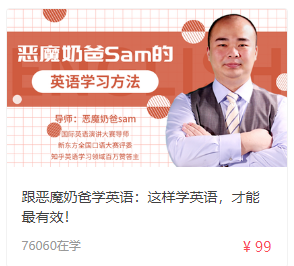 恶魔奶爸Sam的
英语学习方法
导师：恶魔奶爸sam
国际英语演讲大赛导师
新东方全国口语大赛评委
知乎英语学习领域百万赞答主
跟恶魔奶爸学英语：这样学英语，才能
最有效！
76060在学
¥ 99